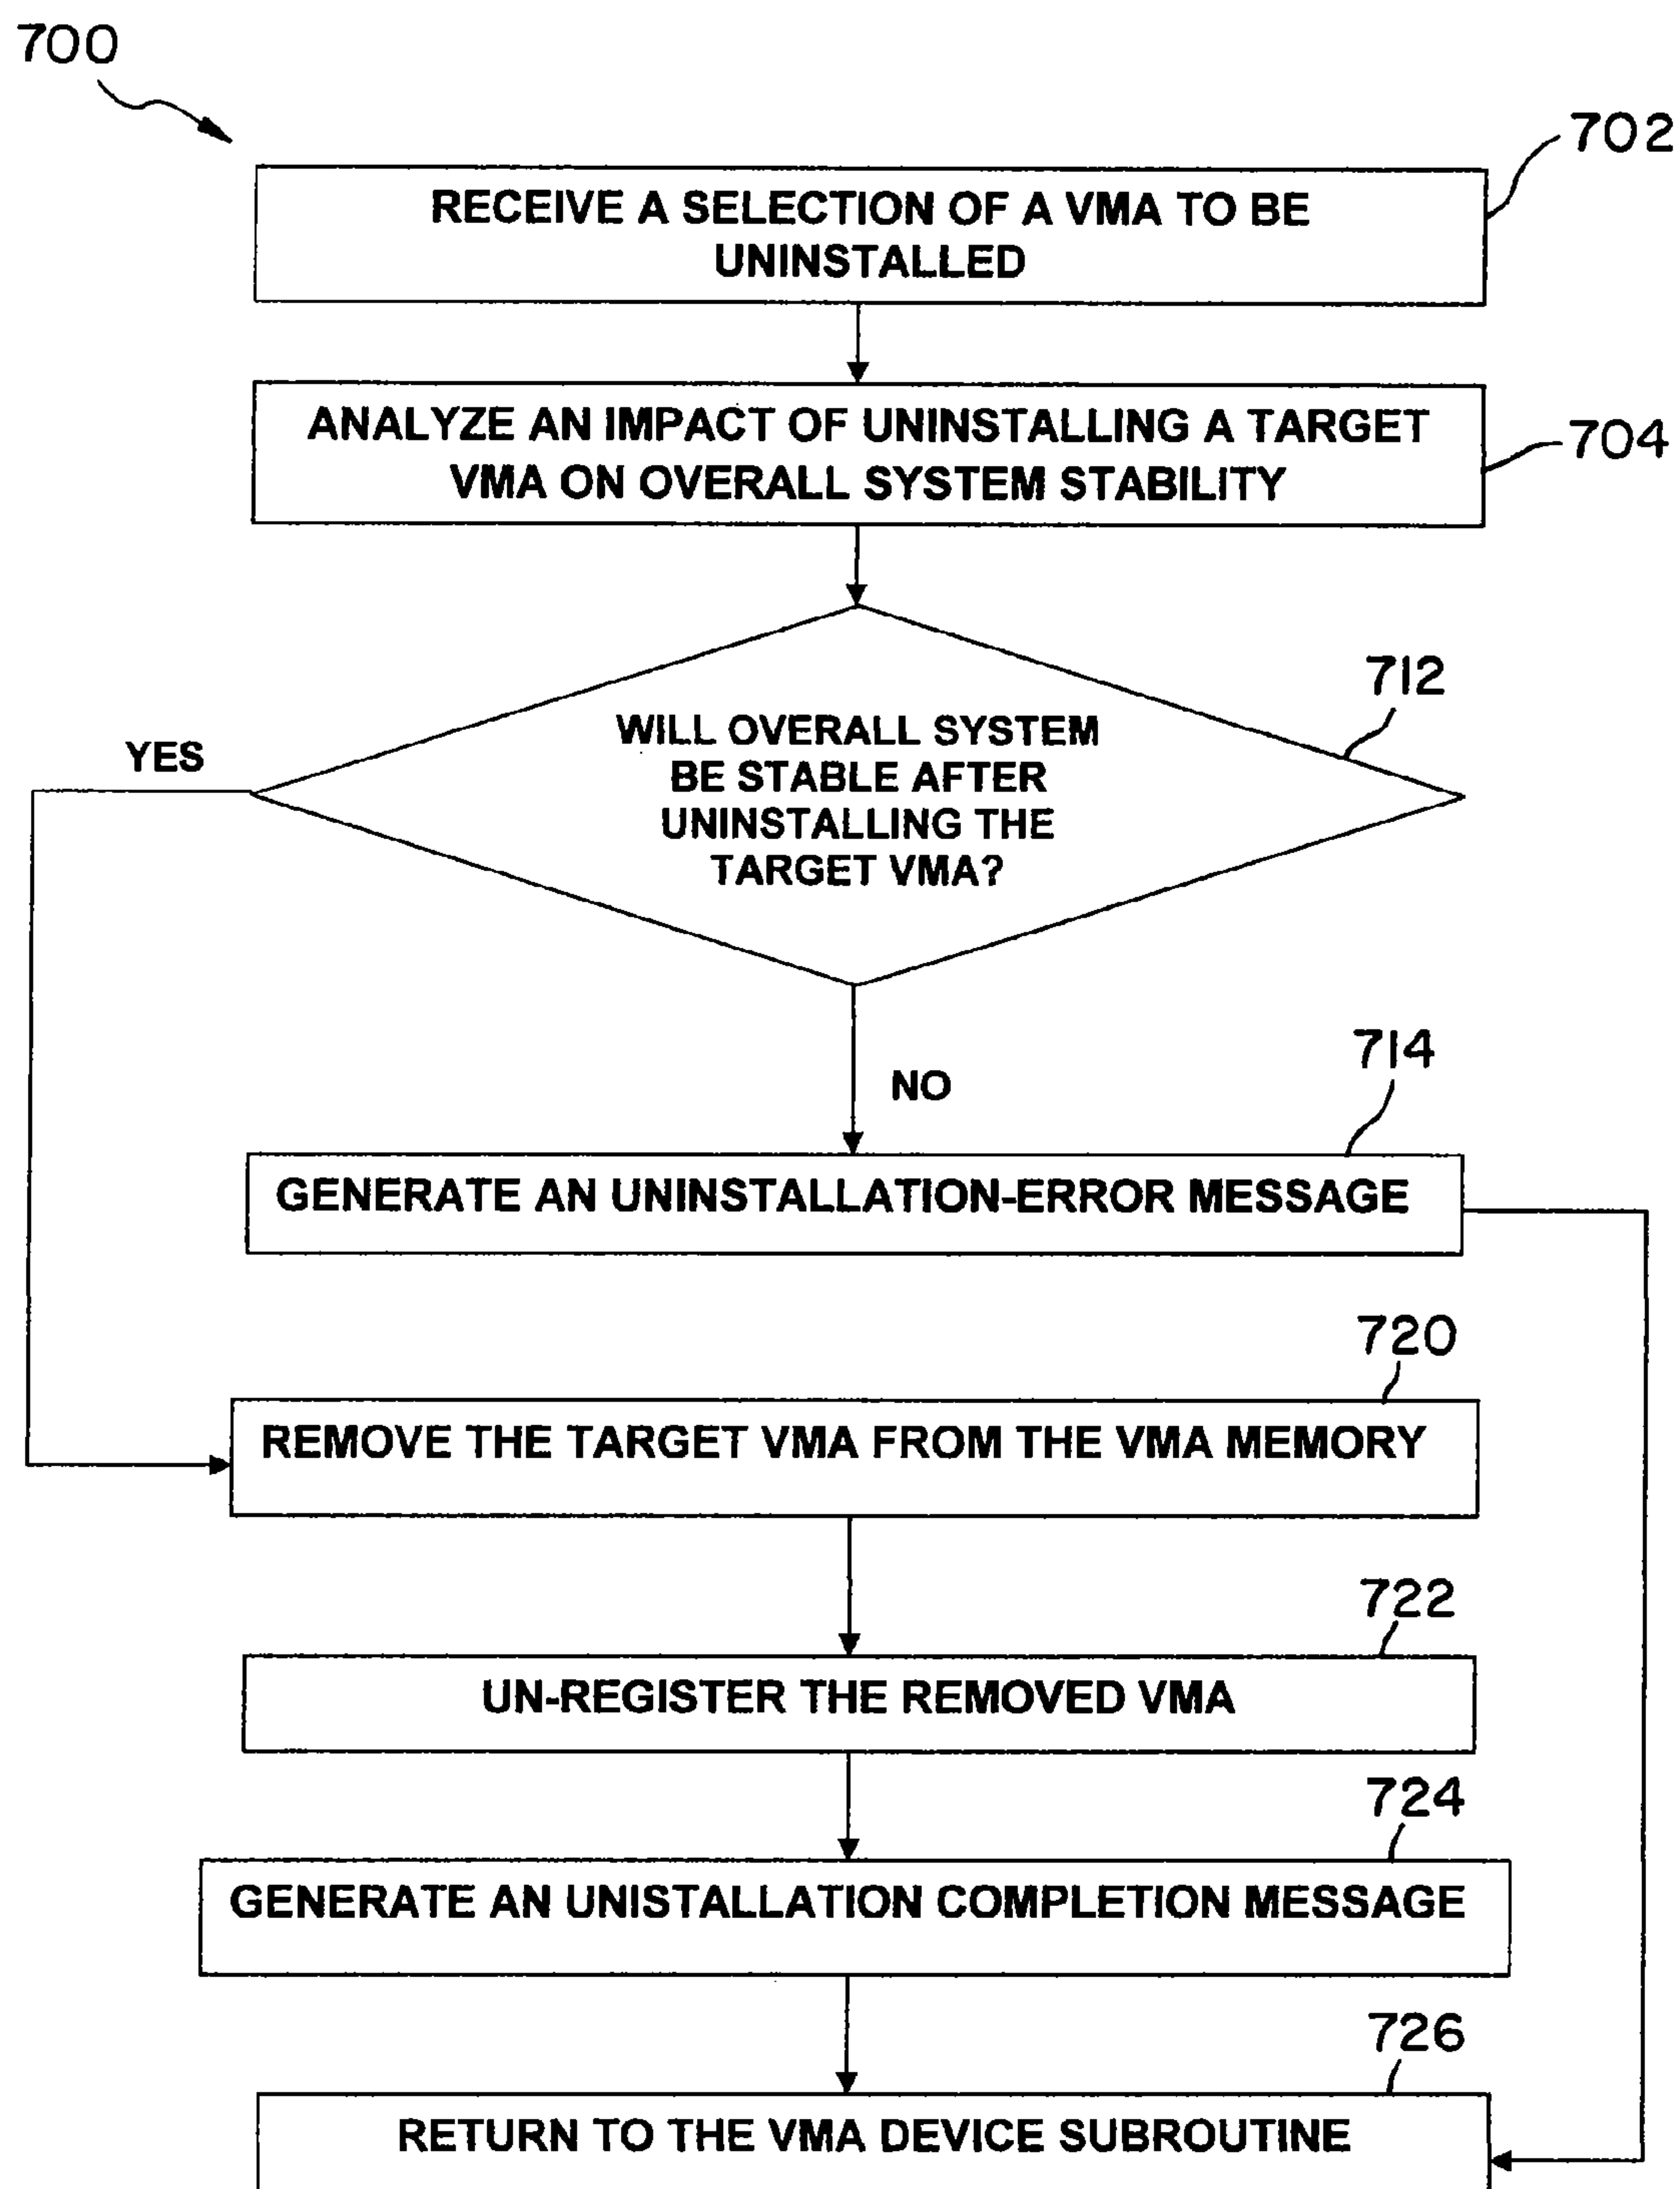 700
702
RECEIVE A SELECTION OF A VMA TO BE
UNINSTALLED
704
ANALYZE AN IMPACT OF UNINSTALLING A TARGET
VMA ON OVERALL SYSTEM STABILITY
712
WILL OVERALL SYSTEM
BE STABLE AFTER
UNINSTALLING THE
TARGET VMA?
YES
NO
714
GENERATE AN UNINSTALLATION-ERROR MESSAGE
720
REMOVE THE TARGET VMA FROM THE VMA MEMORY
722
UN-REGISTER THE REMOVED VMA
724
GENERATE AN UNISTALLATION COMPLETION MESSAGE
726
RETURN TO THE VMA DEVICE SUBROUTINE